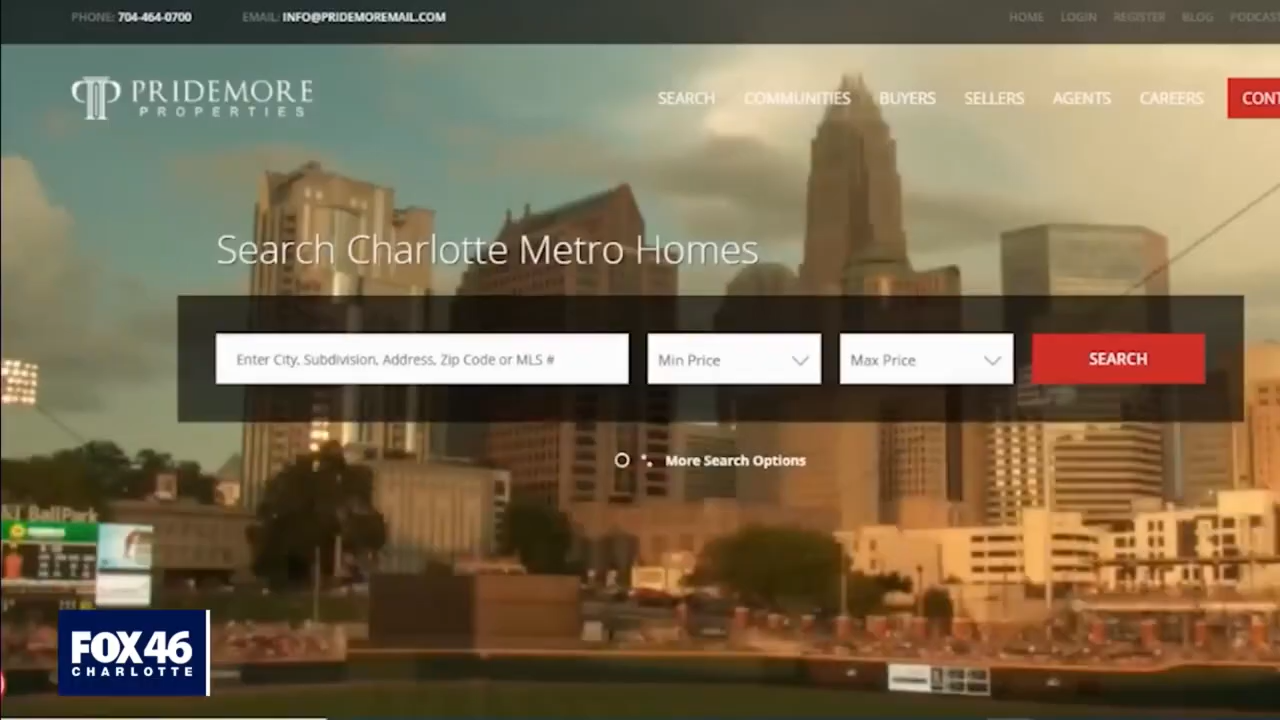 PHONE: 704-464-0700 EMAIL: INFO@PRIDEMOREMAIL.COM HOME LOGIN REGISTER BLOG PODCAS
PRIDEMORE
PROPERTIES
SEARCH COMMUNITIES BUYERS SELLERS AGENTS CAREERS CONT
Search Charlotte Metro Homes
Enter City, Subdivision, Address, Zip Code or MLS # Min Price Max Price SEARCH
More Search Options
BallPark
FOX 46
CHARLOTTE